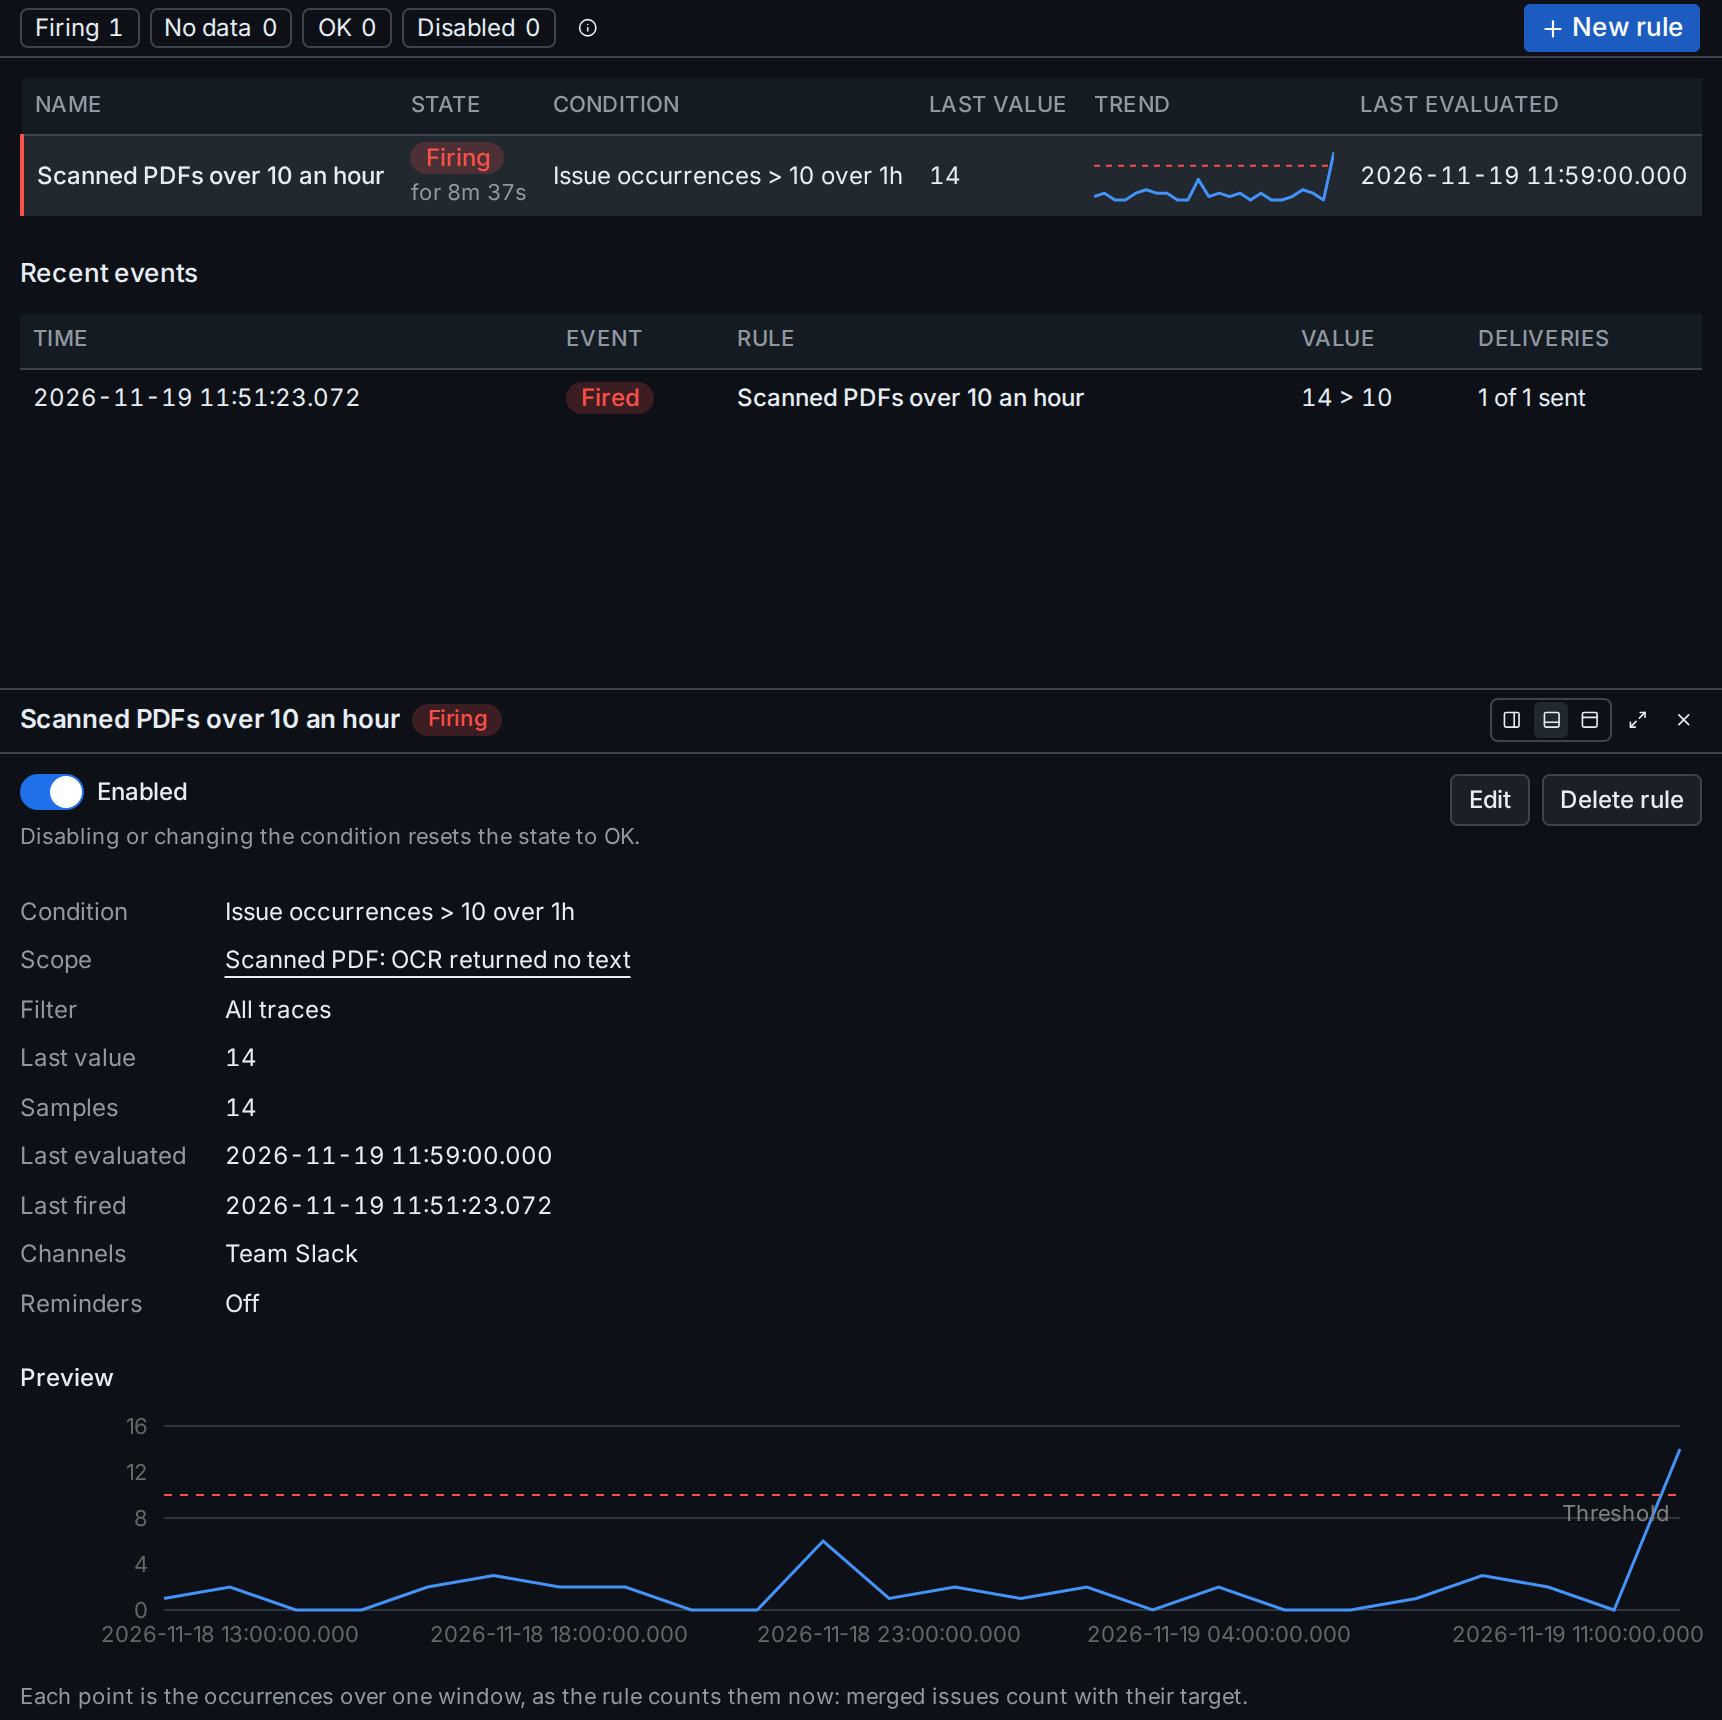 Firing 1 No data 0 OK 0 Disabled 0 + New rule
NAME STATE CONDITION LAST VALUE TREND LAST EVALUATED
Scanned PDFs over 10 an hour Firing for 8m 37s Issue occurrences > 10 over 1h 14 2026-11-19 11:59:00.000
Recent events
TIME EVENT RULE VALUE DELIVERIES
2026-11-19 11:51:23.072 Fired Scanned PDFs over 10 an hour 14 > 10 1 of 1 sent
Scanned PDFs over 10 an hour Firing
Enabled Edit Delete rule
Disabling or changing the condition resets the state to OK.
Condition Issue occurrences > 10 over 1h
Scope Scanned PDF: OCR returned no text
Filter All traces
Last value 14
Samples 14
Last evaluated 2026-11-19 11:59:00.000
Last fired 2026-11-19 11:51:23.072
Channels Team Slack
Reminders Off
Preview
16
12
8 Threshold
4
0
2026-11-18 13:00:00.000 2026-11-18 18:00:00.000 2026-11-18 23:00:00.000 2026-11-19 04:00:00.000 2026-11-19 11:00:00.000
Each point is the occurrences over one window, as the rule counts them now: merged issues count with their target.